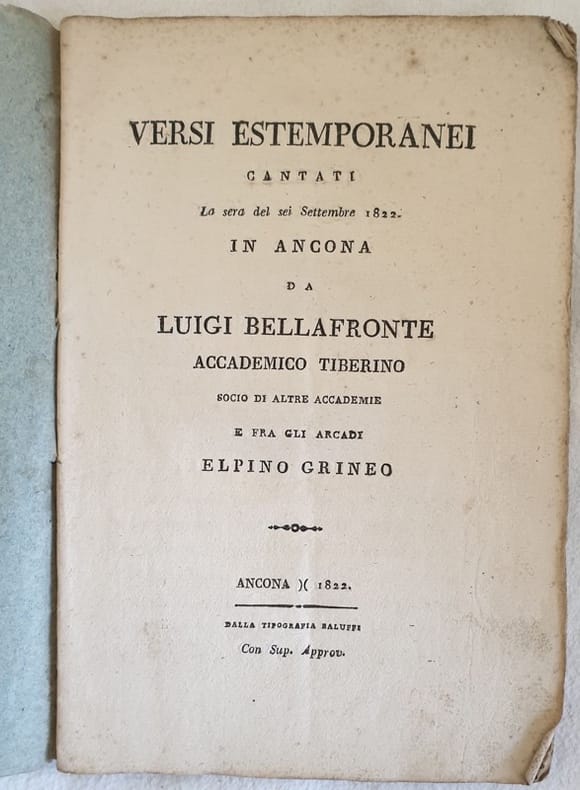 VERSI ESTEMPORANEI
CANTATI
La sera del sei Settembre 1822.
IN ANCONA
DA
LUIGI BELLAFRONTE
ACCADEMICO TIBERINO
SOCIO DI ALTRE ACCADEMIE
E FRA GLI ARCADI
ELPINO GRINEO
ANCONA )( 1822.
DALLA TIPOGRAFIA BALUFFI
Con Sup. Approv.